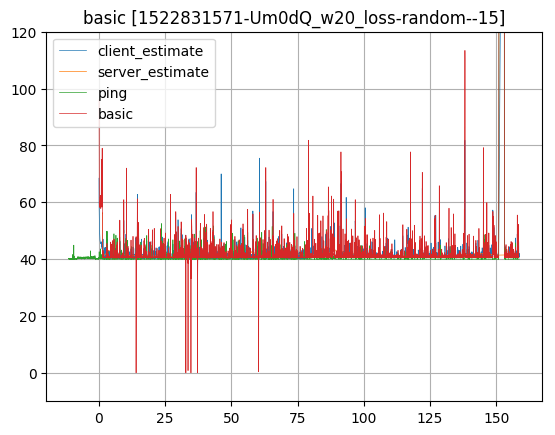 basic [1522831571-Um0dQ_w20_loss-random--15]
client_estimate
server_estimate
ping
basic
120
100
80
60
40
20
0
0 25 50 75 100 125 150